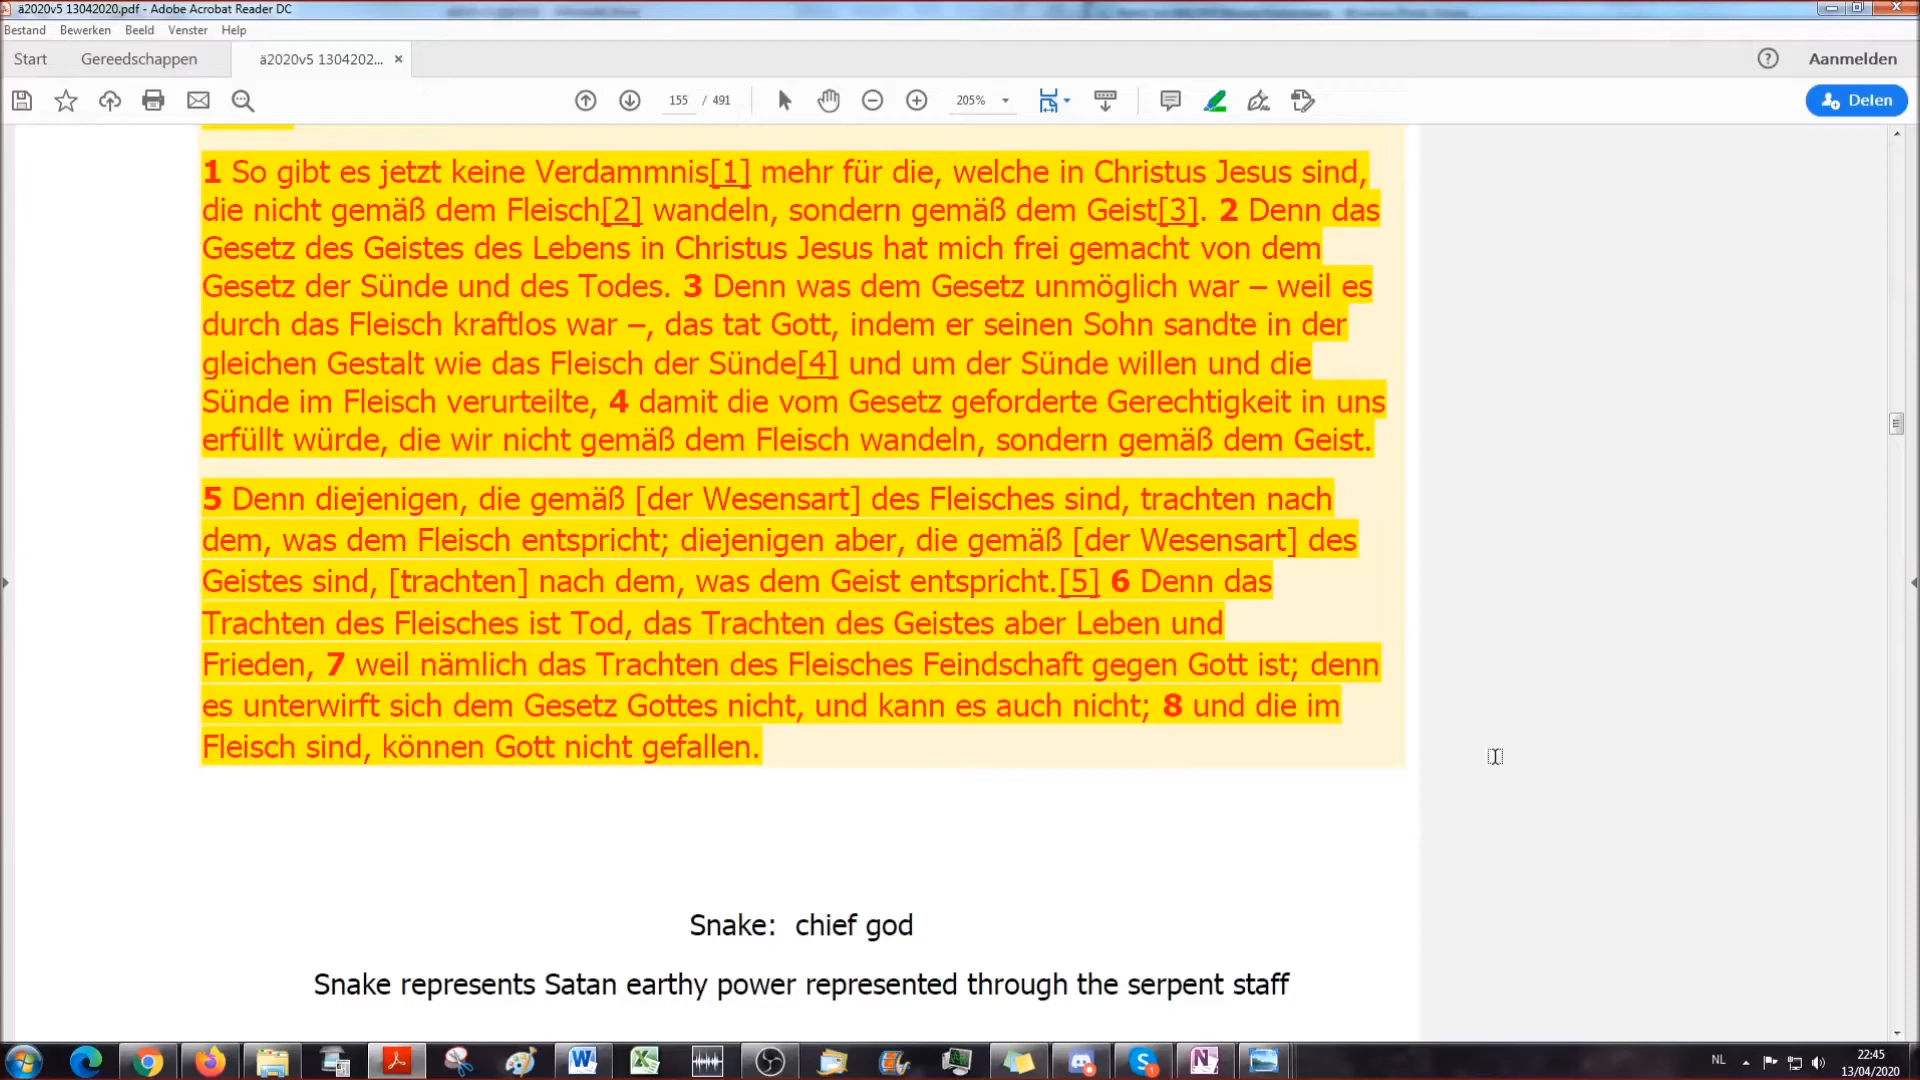 ä2020v5 13042020.pdf - Adobe Acrobat Reader DC
Bestand Bewerken Beeld Venster Help
Start Gereedschappen ä2020v5 1304202... × Aanmelden
155 / 491 205% Delen
1 So gibt es jetzt keine Verdammnis[1] mehr für die, welche in Christus Jesus sind,
die nicht gemäß dem Fleisch[2] wandeln, sondern gemäß dem Geist[3]. 2 Denn das
Gesetz des Geistes des Lebens in Christus Jesus hat mich frei gemacht von dem
Gesetz der Sünde und des Todes. 3 Denn was dem Gesetz unmöglich war – weil es
durch das Fleisch kraftlos war –, das tat Gott, indem er seinen Sohn sandte in der
gleichen Gestalt wie das Fleisch der Sünde[4] und um der Sünde willen und die
Sünde im Fleisch verurteilte, 4 damit die vom Gesetz geforderte Gerechtigkeit in uns
erfüllt würde, die wir nicht gemäß dem Fleisch wandeln, sondern gemäß dem Geist.
5 Denn diejenigen, die gemäß [der Wesensart] des Fleisches sind, trachten nach
dem, was dem Fleisch entspricht; diejenigen aber, die gemäß [der Wesensart] des
Geistes sind, [trachten] nach dem, was dem Geist entspricht.[5] 6 Denn das
Trachten des Fleisches ist Tod, das Trachten des Geistes aber Leben und
Frieden, 7 weil nämlich das Trachten des Fleisches Feindschaft gegen Gott ist; denn
es unterwirft sich dem Gesetz Gottes nicht, und kann es auch nicht; 8 und die im
Fleisch sind, können Gott nicht gefallen.
Snake: chief god
Snake represents Satan earthy power represented through the serpent staff
NL 22:45
13/04/2020